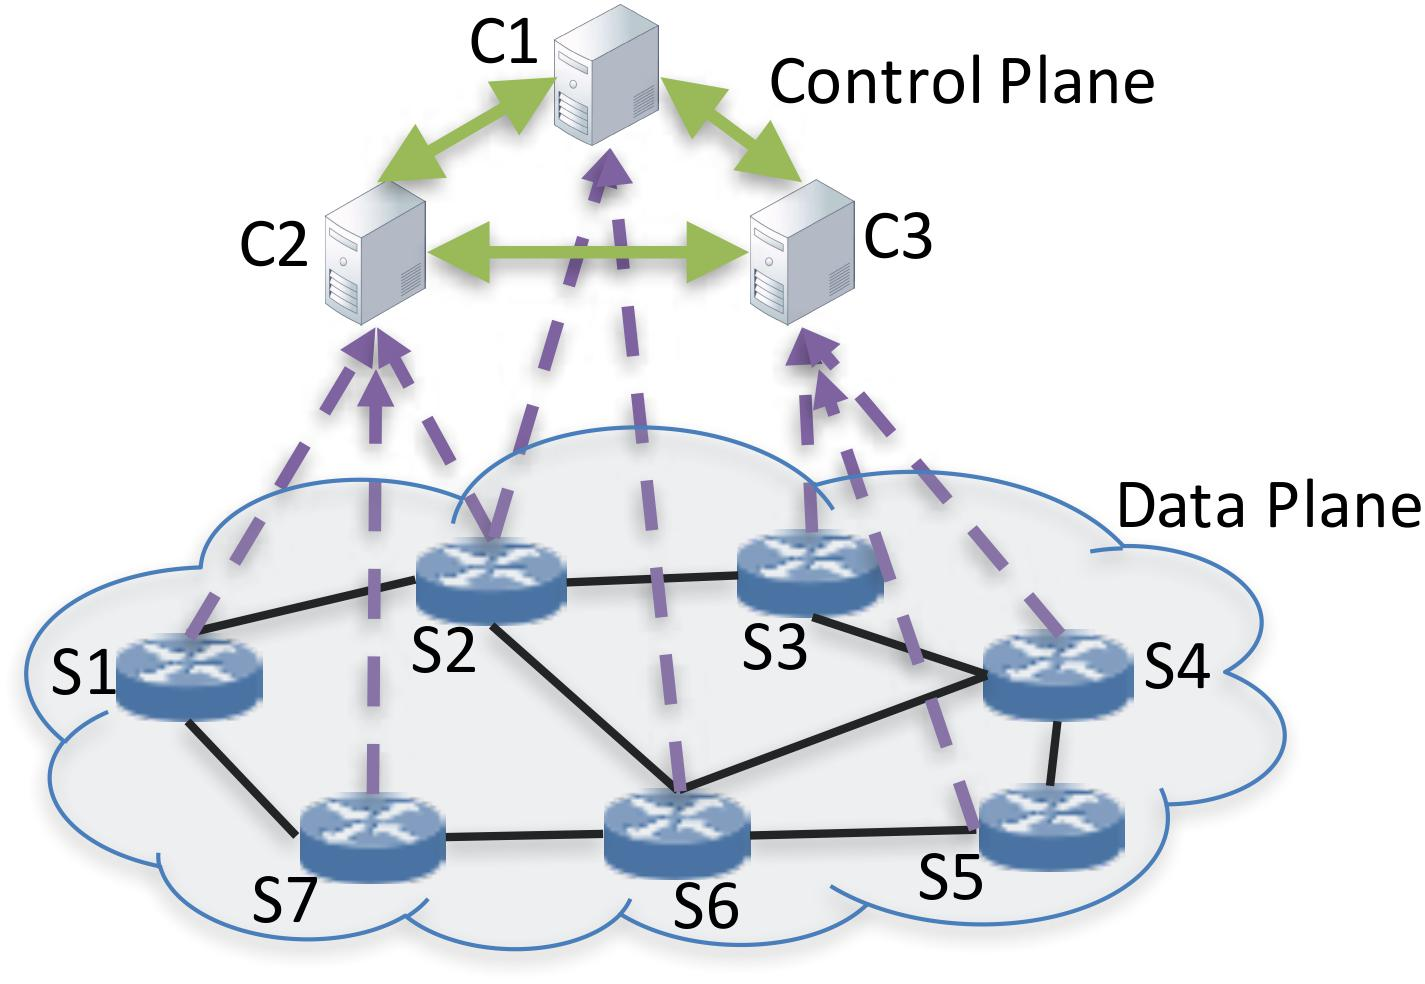 C1
Control Plane
C2
C3
Data Plane
S1
S2
S3
S4
S7
S6
S5